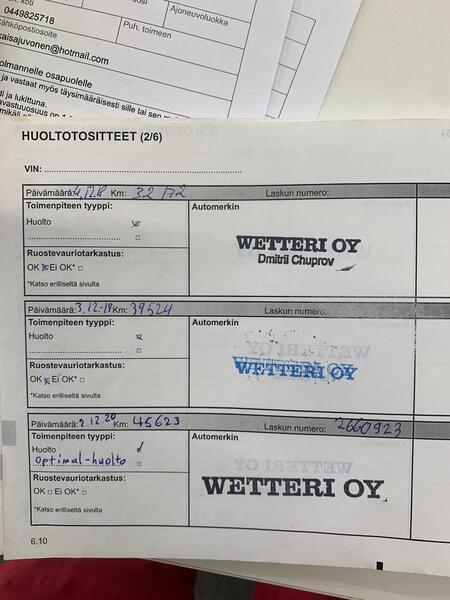 0449825718
Ajoneuvoluokka
Sähköpostiosoite
Puh. toimeen
kaisajuvonen@hotmail.com
olmannelle osapuolelle
ja vastaat myös täysimääräisesti sille tai sen
ti ja lukittuna.
HUOLTOTOSITTEET (2/6)
VIN:
Päivämäärä: 4.12.18 Km: 32 172 Laskun numero:
Toimenpiteen tyyppi: Automerkin
Huolto
WETTERI OY
Dmitrii Chuprov
Ruostevauriotarkastus:
OK Ei OK*
*Katso erilliseltä sivulta
Päivämäärä: 3.12-19 Km: 39524 Laskun numero:
Toimenpiteen tyyppi: Automerkin
Huolto
WETTERI OY
Ruostevauriotarkastus:
OK Ei OK*
*Katso erilliseltä sivulta
Päivämäärä: 2.12.20 Km: 45623 Laskun numero: 2660923
Toimenpiteen tyyppi: Automerkin
Huolto
optimal-huolto
WETTERI OY
Ruostevauriotarkastus:
OK Ei OK*
*Katso erilliseltä sivulta
6.10